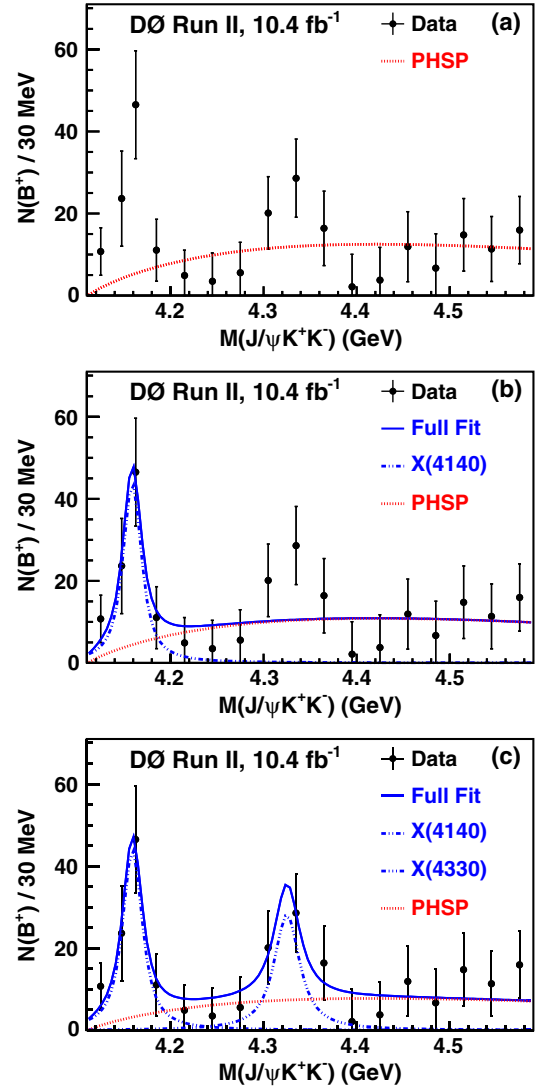 DØ Run II, 10.4 fb⁻¹
Data
(a)
PHSP
N(B⁺) / 30 MeV
60
40
20
0
4.2 4.3 4.4 4.5
M(J/ψK⁺K⁻) (GeV)
DØ Run II, 10.4 fb⁻¹
Data
(b)
Full Fit
X(4140)
PHSP
N(B⁺) / 30 MeV
60
40
20
0
4.2 4.3 4.4 4.5
M(J/ψK⁺K⁻) (GeV)
DØ Run II, 10.4 fb⁻¹
Data
(c)
Full Fit
X(4140)
X(4330)
PHSP
N(B⁺) / 30 MeV
60
40
20
0
4.2 4.3 4.4 4.5
M(J/ψK⁺K⁻) (GeV)